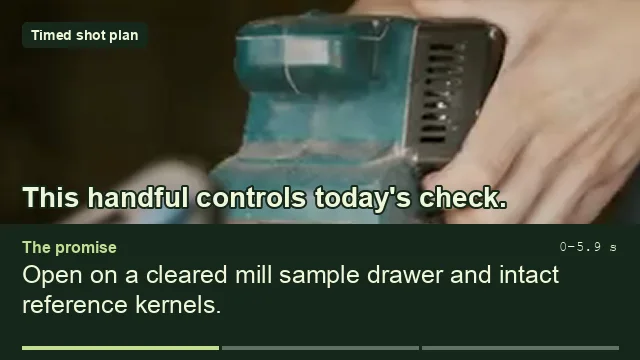 Timed shot plan
This handful controls today's check.
The promise
0–5.9 s
Open on a cleared mill sample drawer and intact
reference kernels.